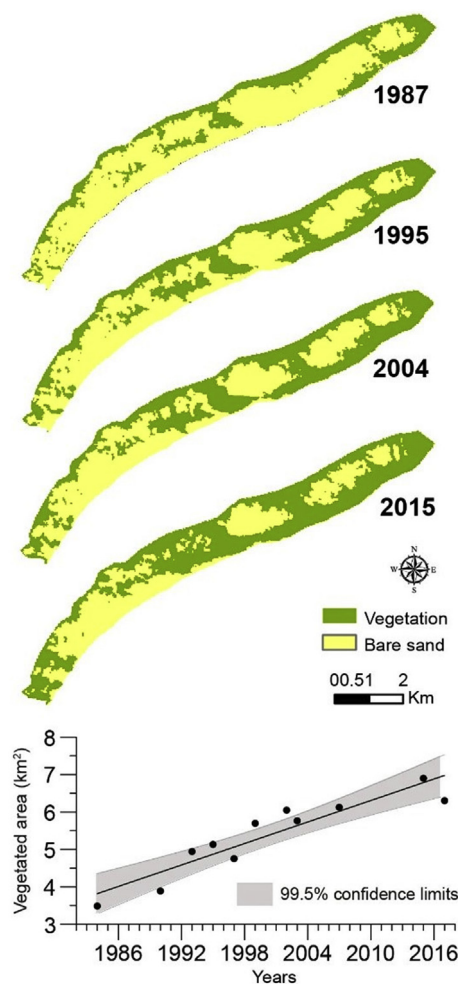 1987
1995
2004
2015
N
W E
S
Vegetation
Bare sand
00.51 2
Km
8
7
6
5
4
3
Vegetated area (km²)
99.5% confidence limits
1986 1992 1998 2004 2010 2016
Years